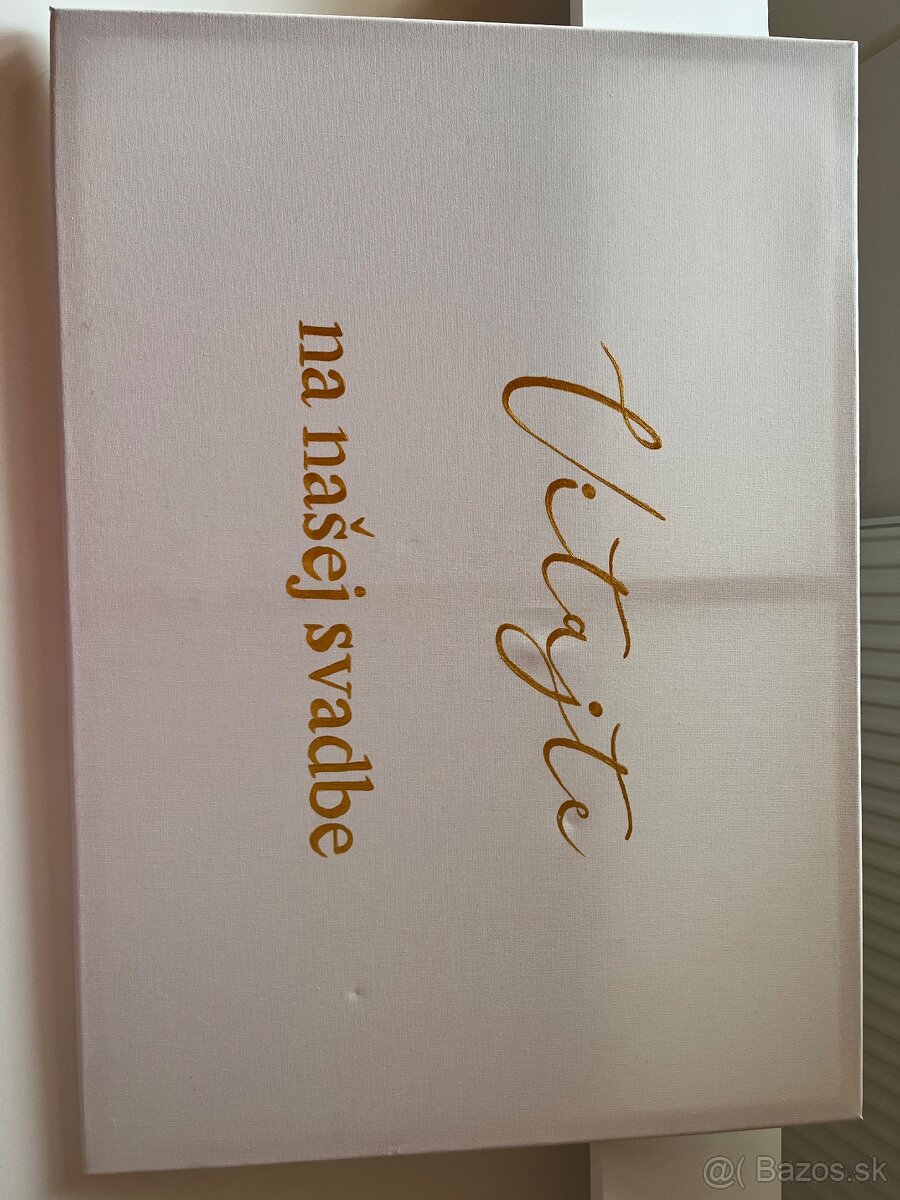 Vitajte
na našej svadbe
@( Bazos.sk